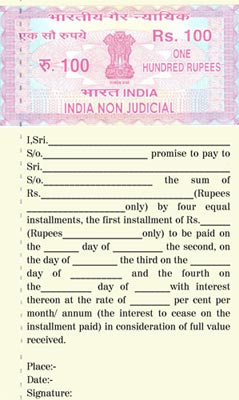 भारतीय गैर न्यायिक
एक सौ रुपये Rs. 100
रु. 100 ONE
HUNDRED RUPEES
भारत INDIA
INDIA NON JUDICIAL
I,Sri.______________________________
S/o.__________________ promise to pay to
Sri.________________________________
S/o.___________________ the sum of
Rs.__________________________(Rupees
_________________only) by four equal
installments, the first installment of Rs.______
(Rupees______________only) to be paid on
the ______ day of _________ the second, on
the day of ________ the third on the _______
day of _________ and the fourth on
the_________ day of ______with interest
thereon at the rate of ________ per cent per
month/ annum (the interest to cease on the
installment paid) in consideration of full value
received.
Place:-
Date:-
Signature: